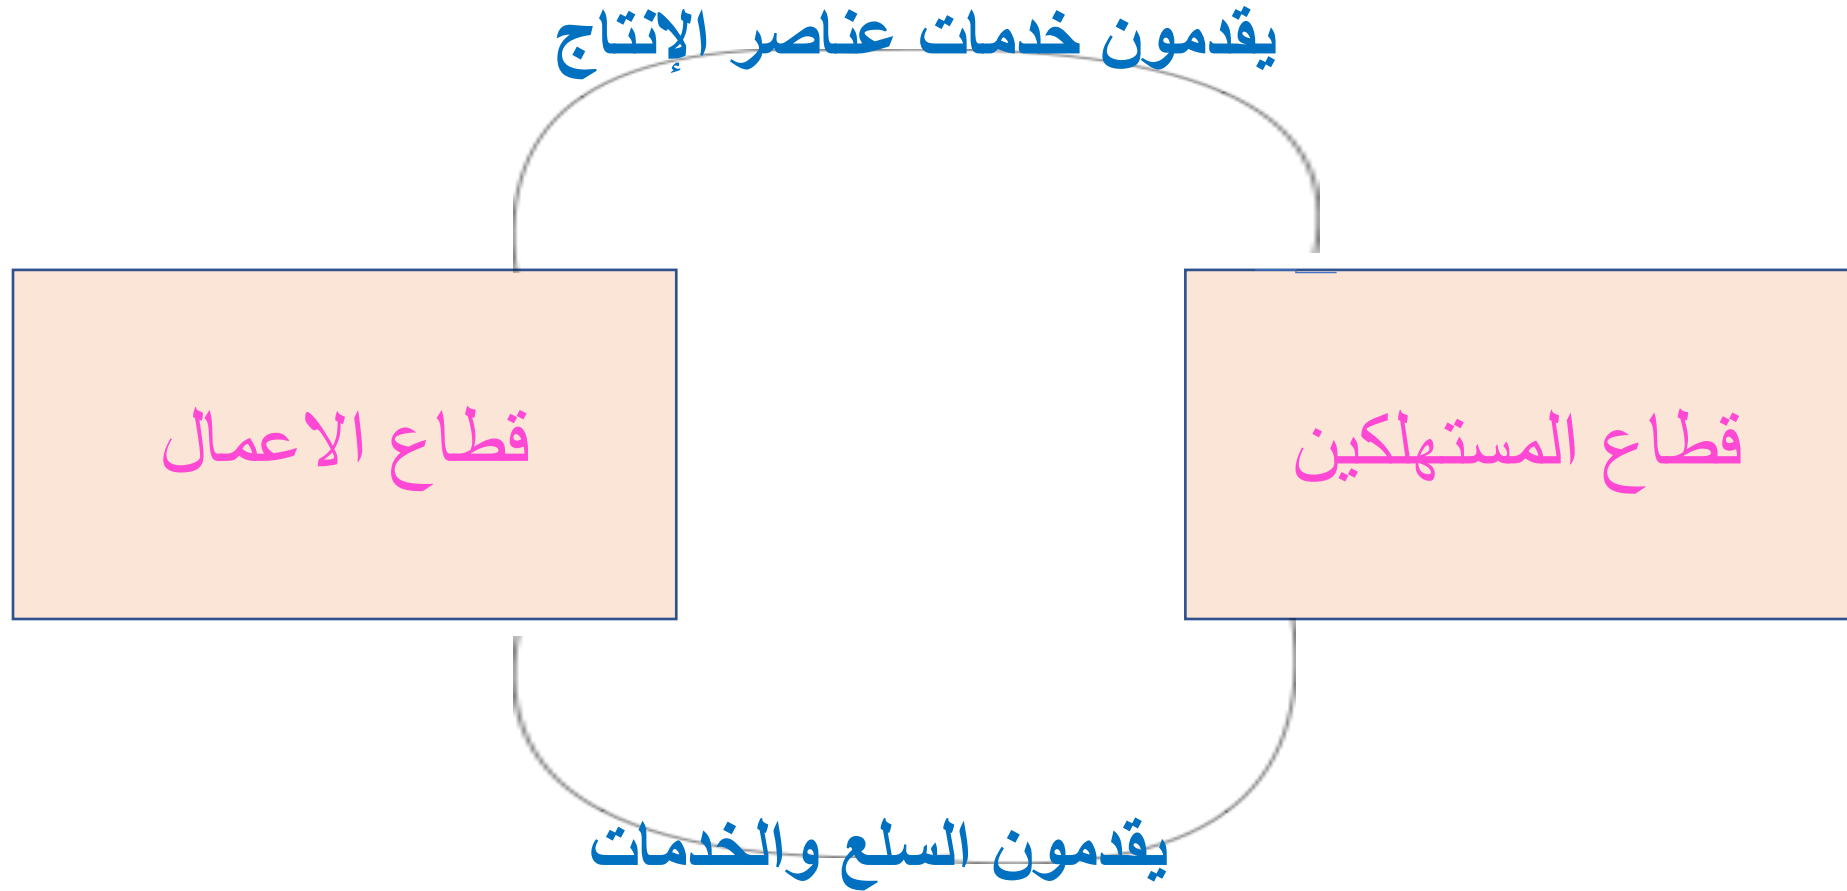 يقدمون خدمات عناصر الإنتاج
قطاع المستهلكين
قطاع الاعمال
يقدمون السلع والخدمات